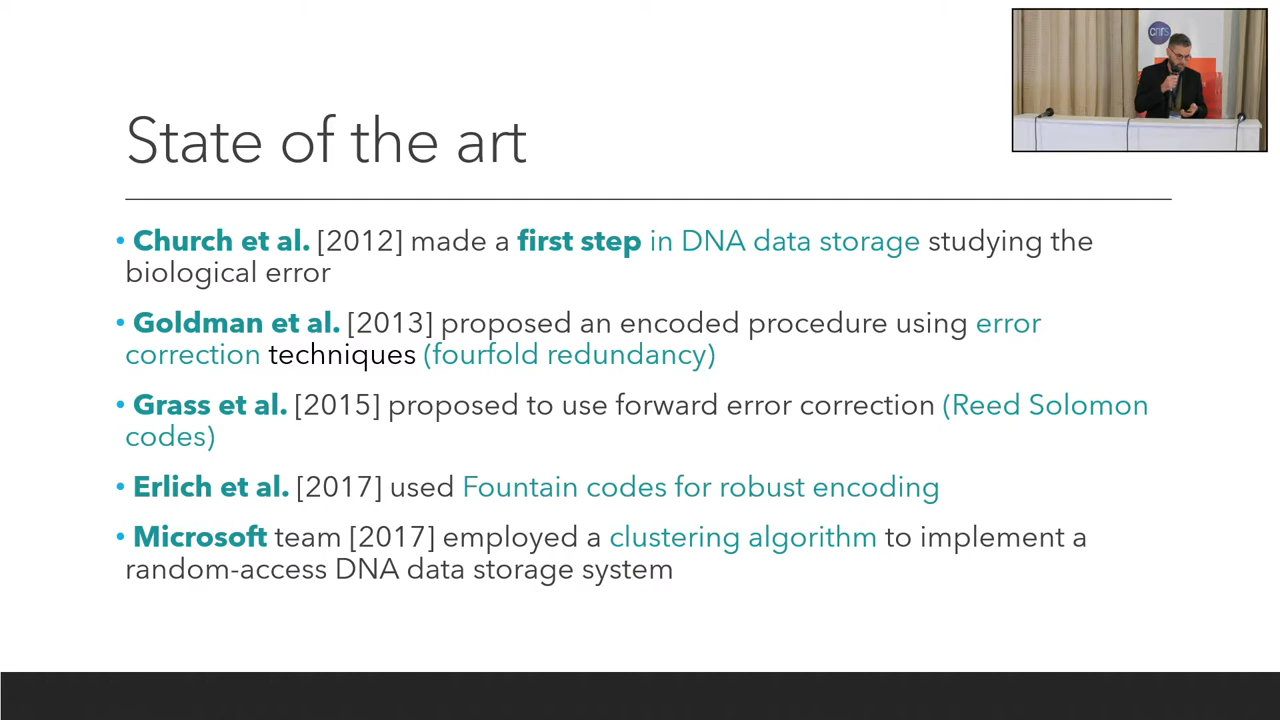 cnrs
State of the art
• Church et al. [2012] made a first step in DNA data storage studying the
biological error
• Goldman et al. [2013] proposed an encoded procedure using error
correction techniques (fourfold redundancy)
• Grass et al. [2015] proposed to use forward error correction (Reed Solomon
codes)
• Erlich et al. [2017] used Fountain codes for robust encoding
• Microsoft team [2017] employed a clustering algorithm to implement a
random-access DNA data storage system